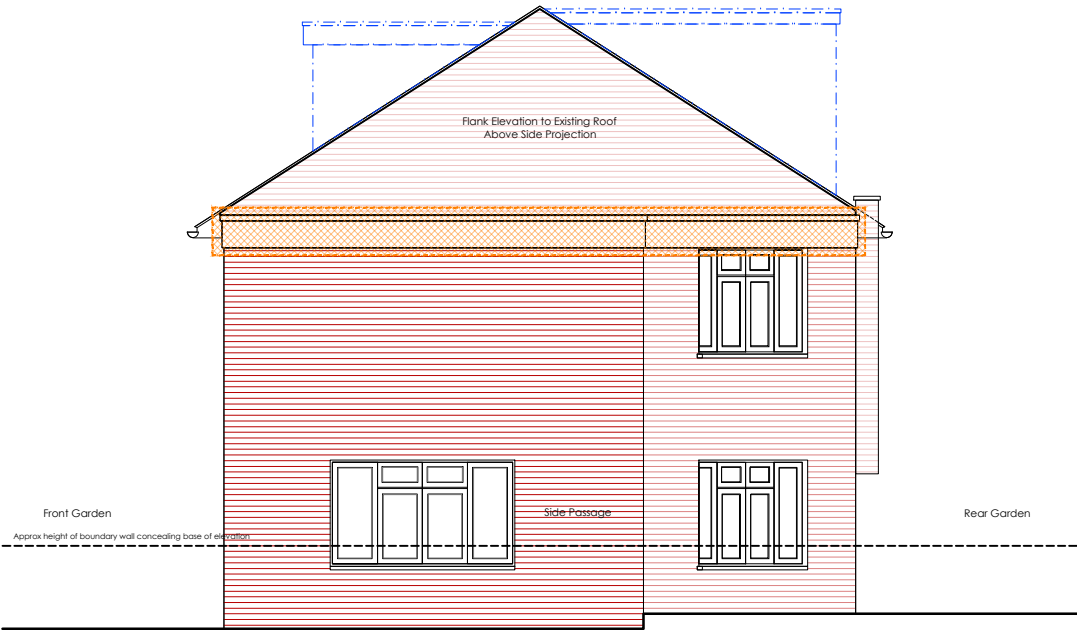 Flank Elevation to Existing Roof
Above Side Projection
Front Garden
Side Passage
Rear Garden
Approx height of boundary wall concealing base of elevation